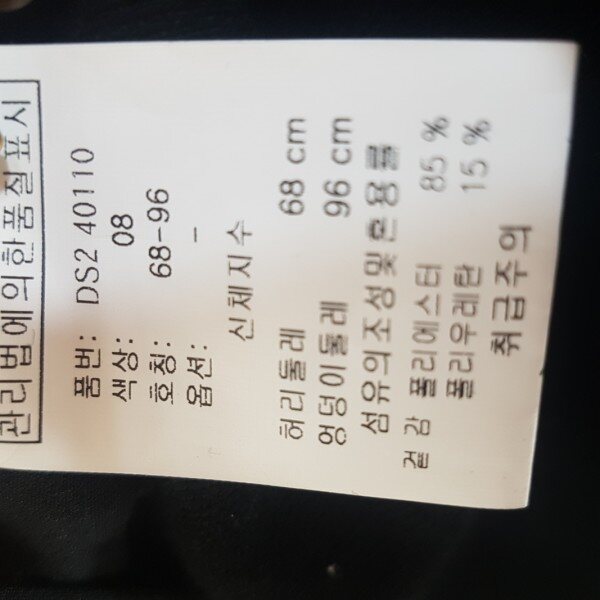 관리법에의한품질표시
품번: DS2 40110
색상: 08
호칭: 68-96
옵션: -
신체지수
허리둘레 68 cm
엉덩이둘레 96 cm
섬유의조성및혼용률
겉감 폴리에스터 85 %
폴리우레탄 15 %
취급주의